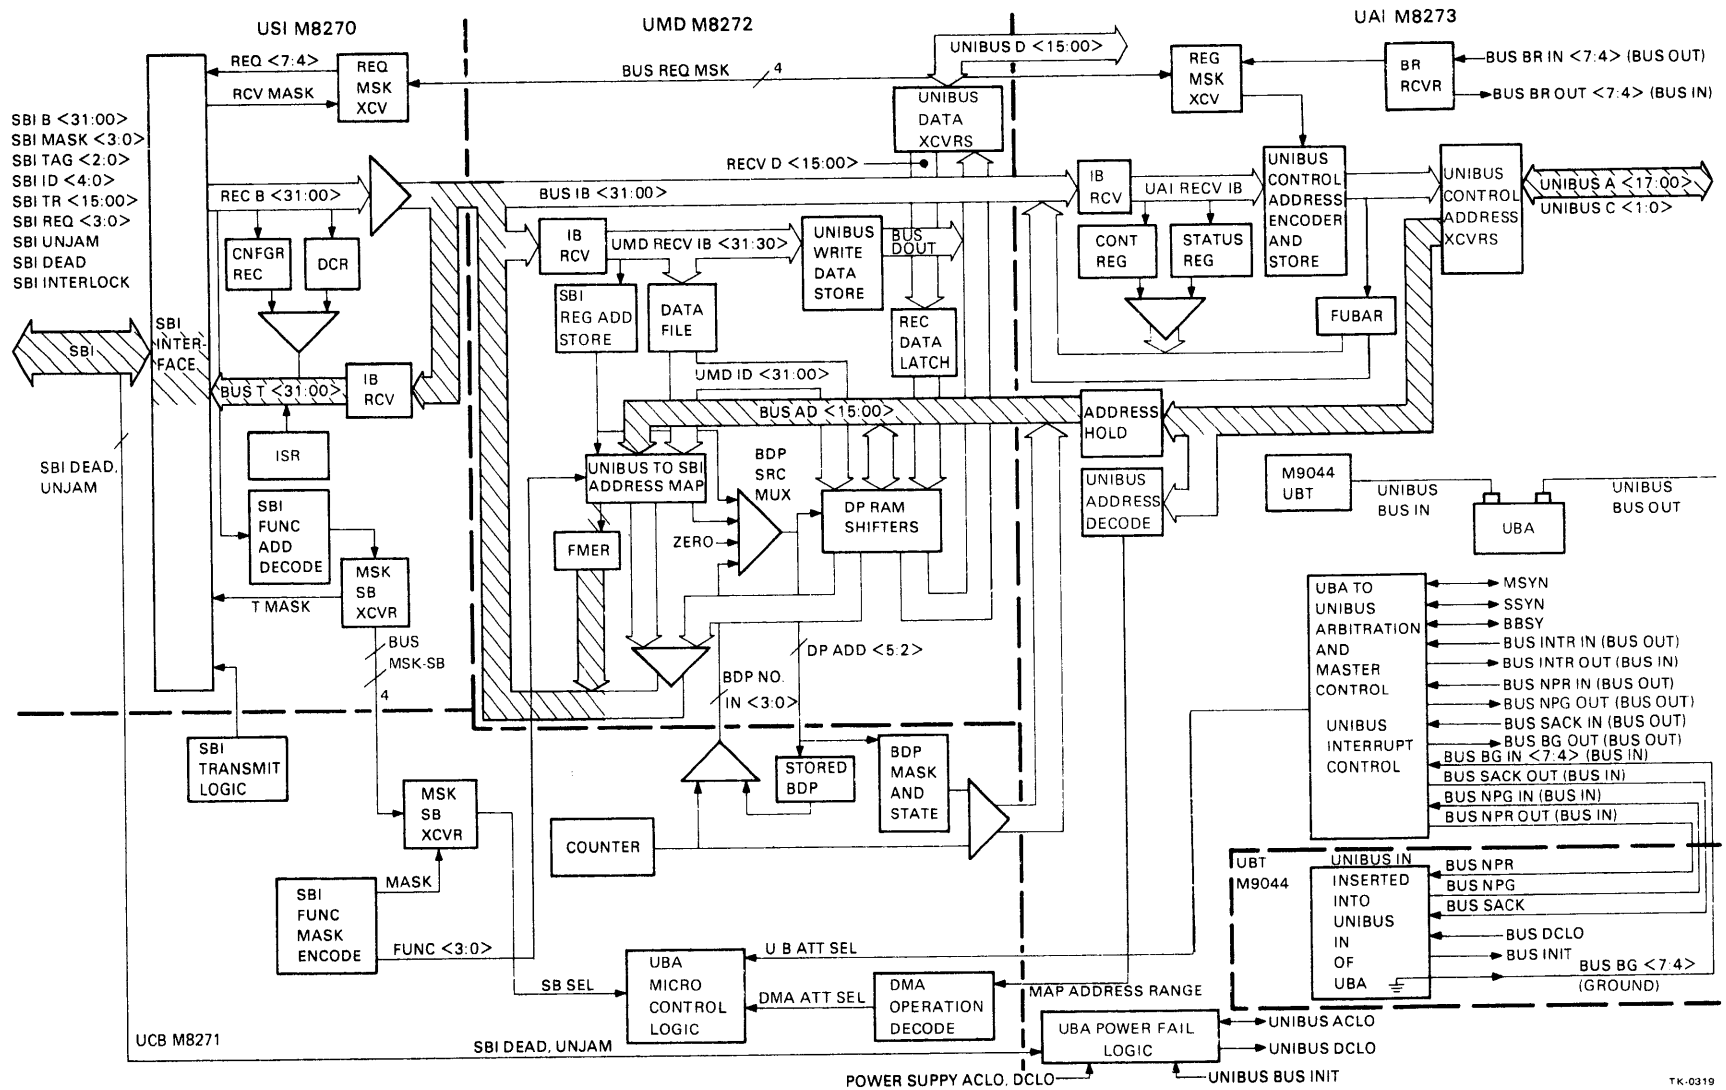 USI M8270
UMD M8272
UAI M8273
REQ <7:4>
RCV MASK
REQ
MSK
XCV
BUS REQ MSK
4
UNIBUS D <15:00>
UNIBUS
DATA
XCVRS
REG
MSK
XCV
BR
RCVR
BUS BR IN <7:4> (BUS OUT)
BUS BR OUT <7:4> (BUS IN)
SBI B <31:00>
SBI MASK <3:0>
SBI TAG <2:0>
SBI ID <4:0>
SBI TR <15:00>
SBI REQ <3:0>
SBI UNJAM
SBI DEAD
SBI INTERLOCK
SBI
SBI
INTER-
FACE
REC B <31:00>
CNFGR
REC
DCR
BUS T <31:00>
IB
RCV
ISR
SBI DEAD,
UNJAM
SBI
FUNC
ADD
DECODE
MSK
SB
XCVR
T MASK
BUS
MSK-SB
4
SBI
TRANSMIT
LOGIC
MSK
SB
XCVR
MASK
SBI
FUNC
MASK
ENCODE
FUNC <3:0>
SB SEL
UCB M8271
SBI DEAD, UNJAM
RECV D <15:00>
BUS IB <31:00>
IB
RCV
UMD RECV IB <31:30>
UNIBUS
WRITE
DATA
STORE
BUS
DOUT
SBI
REG ADD
STORE
DATA
FILE
REC
DATA
LATCH
UMD ID <31:00>
BUS AD <15:00>
UNIBUS TO SBI
ADDRESS MAP
BDP
SRC
MUX
ZERO
FMER
DP RAM
SHIFTERS
DP ADD <5:2>
BDP NO.
IN <3:0>
STORED
BDP
BDP
MASK
AND
STATE
COUNTER
UBA
MICRO
CONTROL
LOGIC
U B ATT SEL
DMA ATT SEL
DMA
OPERATION
DECODE
MAP ADDRESS RANGE
UBA POWER FAIL
LOGIC
UNIBUS ACLO
UNIBUS DCLO
POWER SUPPLY ACLO, DCLO
UNIBUS BUS INIT
IB
RCV
UAI RECV IB
CONT
REG
STATUS
REG
UNIBUS
CONTROL
ADDRESS
ENCODER
AND
STORE
UNIBUS
CONTROL
ADDRESS
XCVRS
UNIBUS A <17:00>
UNIBUS C <1:0>
FUBAR
ADDRESS
HOLD
UNIBUS
ADDRESS
DECODE
M9044
UBT
UNIBUS
BUS IN
UBA
UNIBUS
BUS OUT
UBA TO
UNIBUS
ARBITRATION
AND
MASTER
CONTROL
UNIBUS
INTERRUPT
CONTROL
MSYN
SSYN
BBSY
BUS INTR IN (BUS OUT)
BUS INTR OUT (BUS IN)
BUS NPR IN (BUS OUT)
BUS NPG OUT (BUS OUT)
BUS SACK IN (BUS OUT)
BUS BG OUT (BUS OUT)
BUS BG IN <7:4> (BUS IN)
BUS SACK OUT (BUS IN)
BUS NPG IN (BUS IN)
BUS NPR OUT (BUS IN)
UBT
M9044
UNIBUS IN
INSERTED
INTO
UNIBUS
IN
OF
UBA
BUS NPR
BUS NPG
BUS SACK
BUS DCLO
BUS INIT
BUS BG <7:4>
(GROUND)
TK-0319